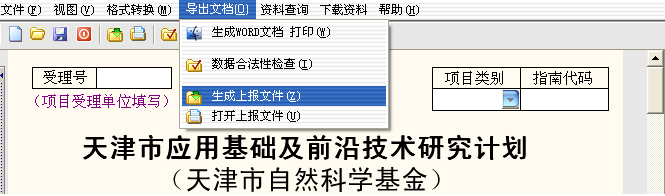 文件(F) 视图(V) 格式转换(M) 导出文档(O) 资料查询 下载资料 帮助(H)
生成WORD文档 打印(W)
数据合法性检查(I)
生成上报文件(Z)
打开上报文件(U)
受理号
(项目受理单位填写)
项目类别 指南代码
天津市应用基础及前沿技术研究计划
(天津市自然科学基金)